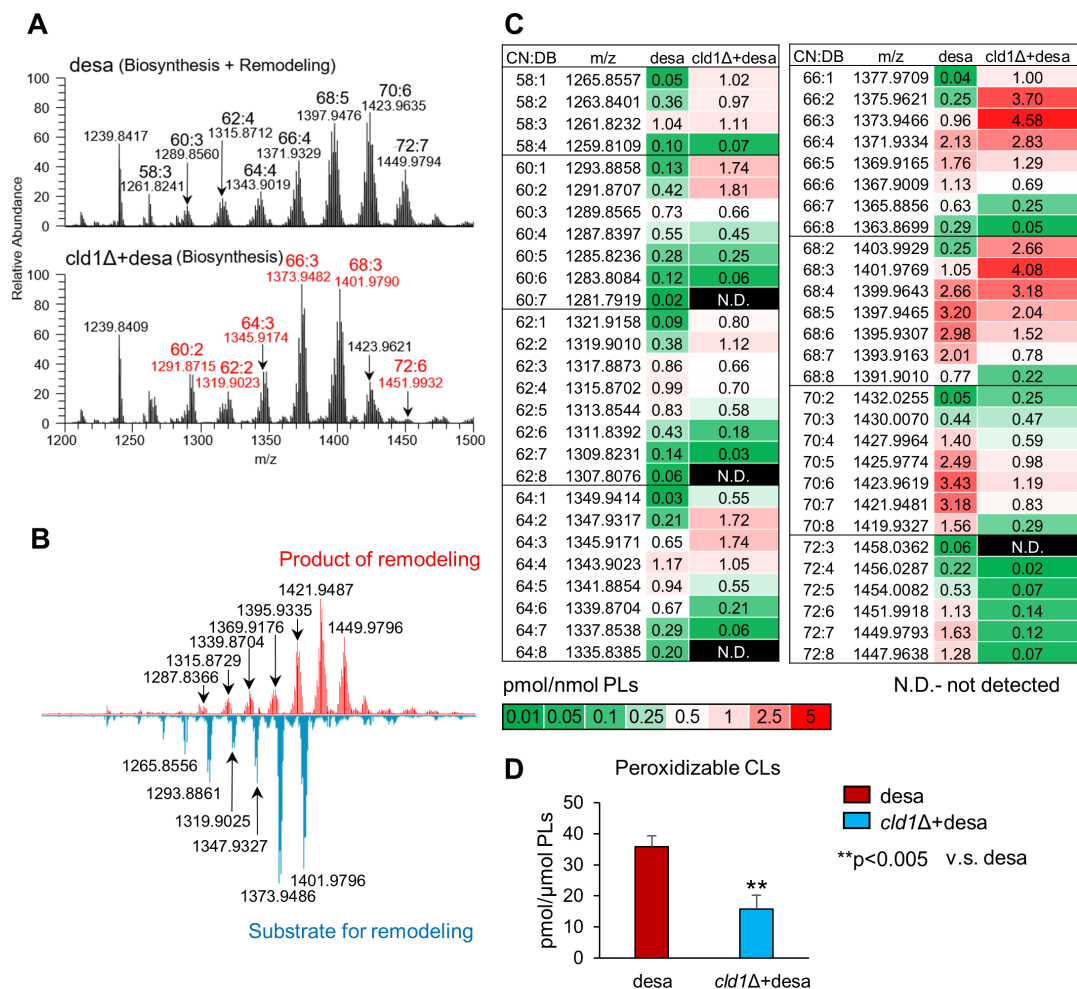 A
desa (Biosynthesis + Remodeling)
Relative Abundance
100
80
60
40
20
0
1239.8417
58:3
1261.8241
60:3
1289.8560
62:4
1315.8712
64:4
1343.9019
66:4
1371.9329
68:5
1397.9476
70:6
1423.9635
72:7
1449.9794
cld1Δ+desa (Biosynthesis)
100
80
60
40
20
0
1239.8409
60:2
1291.8715
62:2
1319.9023
64:3
1345.9174
66:3
1373.9482
68:3
1401.9790
1423.9621
72:6
1451.9932
1200 1250 1300 1350 1400 1450 1500
m/z
B
Product of remodeling
1421.9487
1395.9335
1369.9176
1339.8704
1315.8729
1287.8366
1449.9796
1265.8556
1293.8861
1319.9025
1347.9327
1373.9486
1401.9796
Substrate for remodeling
C
CN:DB m/z desa cld1Δ+desa
58:1 1265.8557 0.05 1.02
58:2 1263.8401 0.36 0.97
58:3 1261.8232 1.04 1.11
58:4 1259.8109 0.10 0.07
60:1 1293.8858 0.13 1.74
60:2 1291.8707 0.42 1.81
60:3 1289.8565 0.73 0.66
60:4 1287.8397 0.55 0.45
60:5 1285.8236 0.28 0.25
60:6 1283.8084 0.12 0.06
60:7 1281.7919 0.02 N.D.
62:1 1321.9158 0.09 0.80
62:2 1319.9010 0.38 1.12
62:3 1317.8873 0.86 0.66
62:4 1315.8702 0.99 0.70
62:5 1313.8544 0.83 0.58
62:6 1311.8392 0.43 0.18
62:7 1309.8231 0.14 0.03
62:8 1307.8076 0.06 N.D.
64:1 1349.9414 0.03 0.55
64:2 1347.9317 0.21 1.72
64:3 1345.9171 0.65 1.74
64:4 1343.9023 1.17 1.05
64:5 1341.8854 0.94 0.55
64:6 1339.8704 0.67 0.21
64:7 1337.8538 0.29 0.06
64:8 1335.8385 0.20 N.D.
CN:DB m/z desa cld1Δ+desa
66:1 1377.9709 0.04 1.00
66:2 1375.9621 0.25 3.70
66:3 1373.9466 0.96 4.58
66:4 1371.9334 2.13 2.83
66:5 1369.9165 1.76 1.29
66:6 1367.9009 1.13 0.69
66:7 1365.8856 0.63 0.25
66:8 1363.8699 0.29 0.05
68:2 1403.9929 0.25 2.66
68:3 1401.9769 1.05 4.08
68:4 1399.9643 2.66 3.18
68:5 1397.9465 3.20 2.04
68:6 1395.9307 2.98 1.52
68:7 1393.9163 2.01 0.78
68:8 1391.9010 0.77 0.22
70:2 1432.0255 0.05 0.25
70:3 1430.0070 0.44 0.47
70:4 1427.9964 1.40 0.59
70:5 1425.9774 2.49 0.98
70:6 1423.9619 3.43 1.19
70:7 1421.9481 3.18 0.83
70:8 1419.9327 1.56 0.29
72:3 1458.0362 0.06 N.D.
72:4 1456.0287 0.22 0.02
72:5 1454.0082 0.53 0.07
72:6 1451.9918 1.13 0.14
72:7 1449.9793 1.63 0.12
72:8 1447.9638 1.28 0.07
pmol/nmol PLs
0.01 0.05 0.1 0.25 0.5 1 2.5 5
N.D.- not detected
D
Peroxidizable CLs
pmol/µmol PLs
50
40
30
20
10
0
**
desa cld1Δ+desa
desa
cld1Δ+desa
**p<0.005 v.s. desa